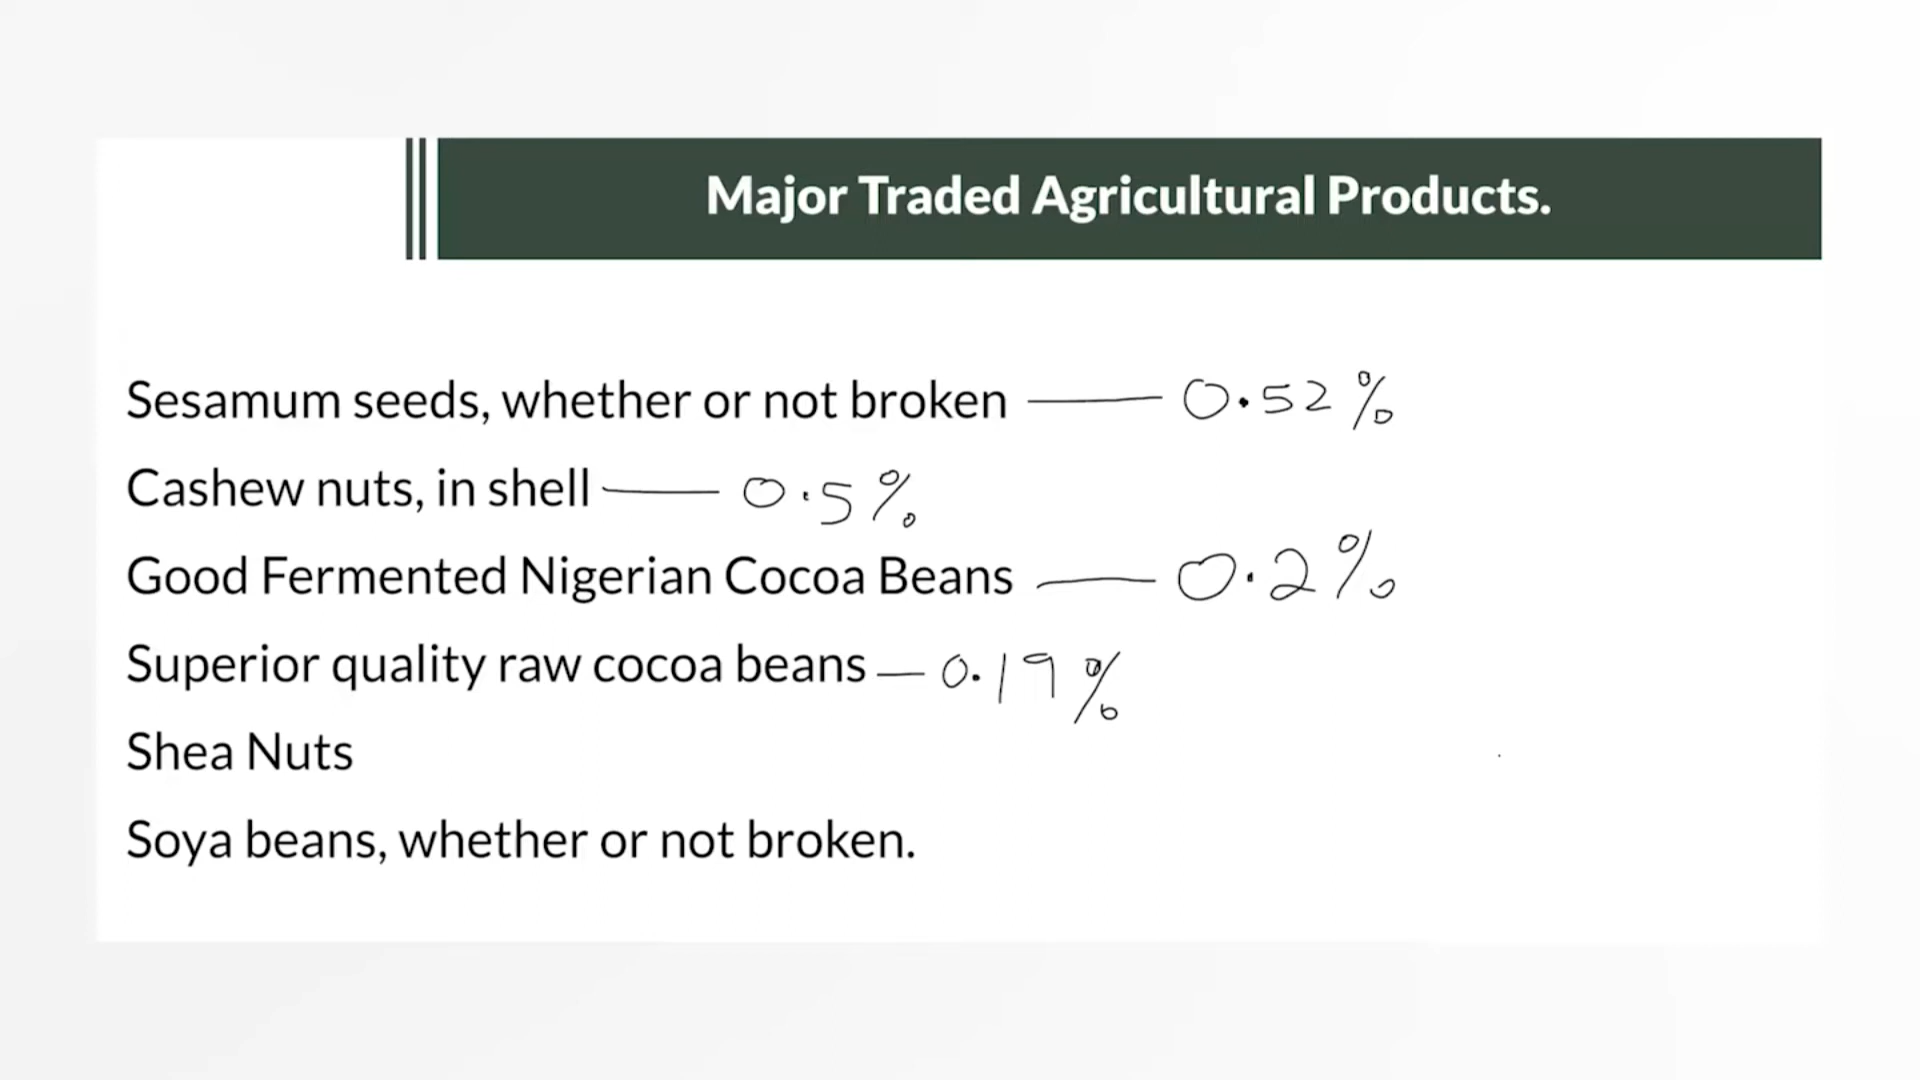 Major Traded Agricultural Products.
Sesamum seeds, whether or not broken — 0.52%
Cashew nuts, in shell — 0.5%
Good Fermented Nigerian Cocoa Beans — 0.2%
Superior quality raw cocoa beans — 0.19%
Shea Nuts
Soya beans, whether or not broken.